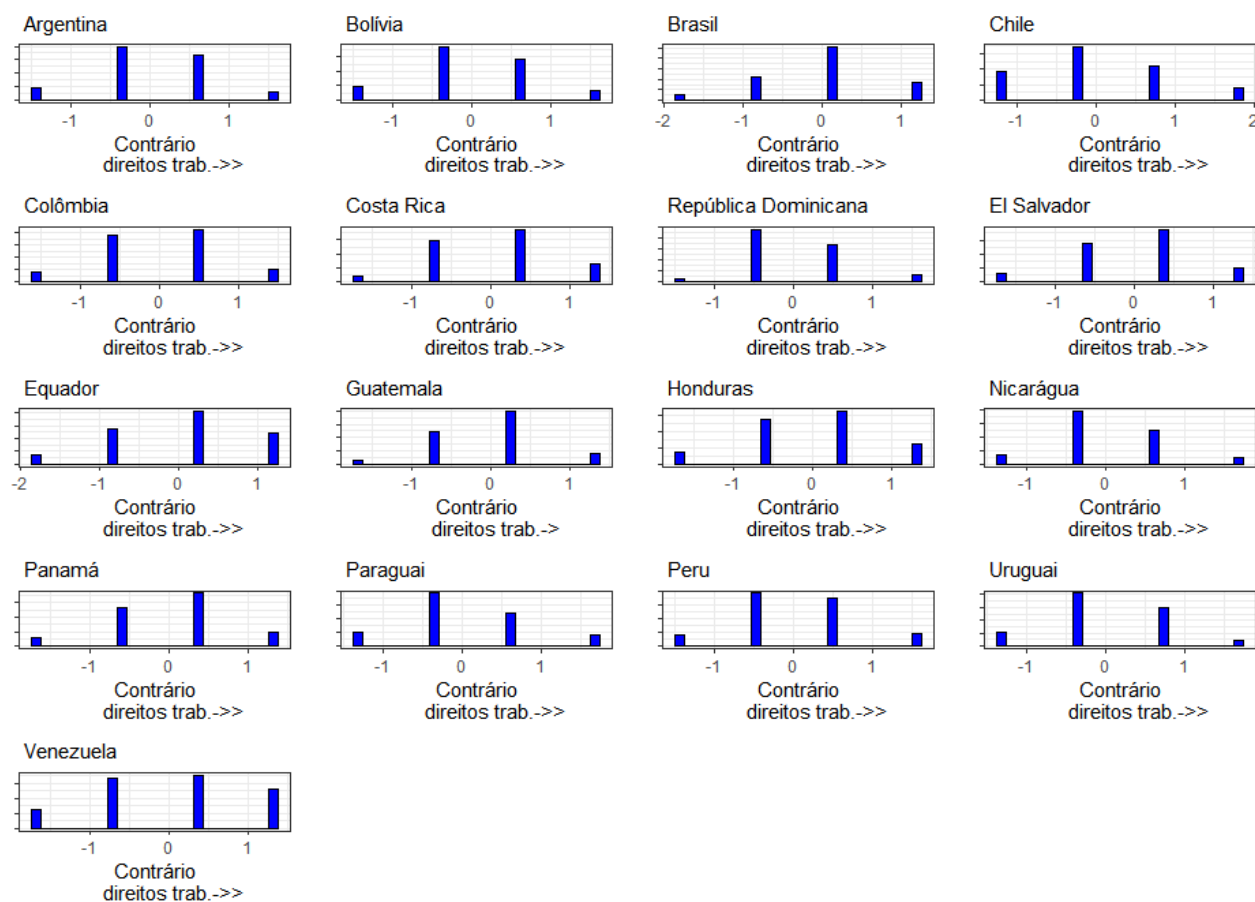 Argentina
Bolívia
Brasil
Chile
-1 0 1
-1 0 1
-2 -1 0 1
-1 0 1 2
Contrário
direitos trab.->>
Contrário
direitos trab.->>
Contrário
direitos trab.->>
Contrário
direitos trab.->>
Colômbia
Costa Rica
República Dominicana
El Salvador
-1 0 1
-1 0 1
-1 0 1
-1 0 1
Contrário
direitos trab.->>
Contrário
direitos trab.->>
Contrário
direitos trab.->>
Contrário
direitos trab.->>
Equador
Guatemala
Honduras
Nicarágua
-2 -1 0 1
-1 0 1
-1 0 1
-1 0 1
Contrário
direitos trab.->>
Contrário
direitos trab.->
Contrário
direitos trab.->>
Contrário
direitos trab.->>
Panamá
Paraguai
Peru
Uruguai
-1 0 1
-1 0 1
-1 0 1
-1 0 1
Contrário
direitos trab.->>
Contrário
direitos trab.->>
Contrário
direitos trab.->>
Contrário
direitos trab.->>
Venezuela
-1 0 1
Contrário
direitos trab.->>